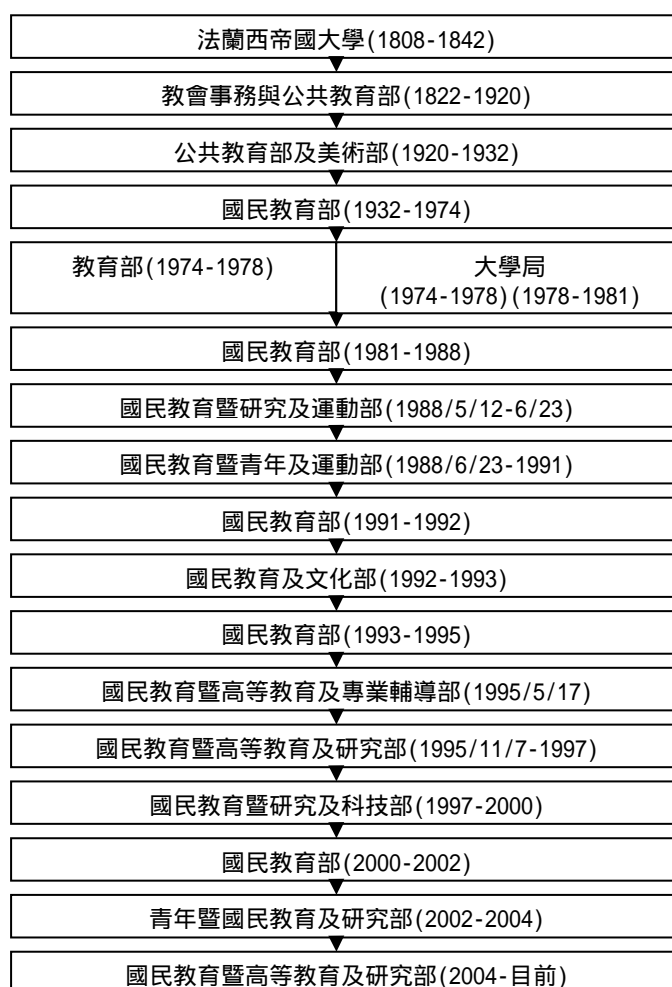 法蘭西帝國大學(1808-1842)
教會事務與公共教育部(1822-1920)
公共教育部及美術部(1920-1932)
國民教育部(1932-1974)
教育部(1974-1978)
大學局
(1974-1978)(1978-1981)
國民教育部(1981-1988)
國民教育暨研究及運動部(1988/5/12-6/23)
國民教育暨青年及運動部(1988/6/23-1991)
國民教育部(1991-1992)
國民教育及文化部(1992-1993)
國民教育部(1993-1995)
國民教育暨高等教育及專業輔導部(1995/5/17)
國民教育暨高等教育及研究部(1995/11/7-1997)
國民教育暨研究及科技部(1997-2000)
國民教育部(2000-2002)
青年暨國民教育及研究部(2002-2004)
國民教育暨高等教育及研究部(2004-目前)